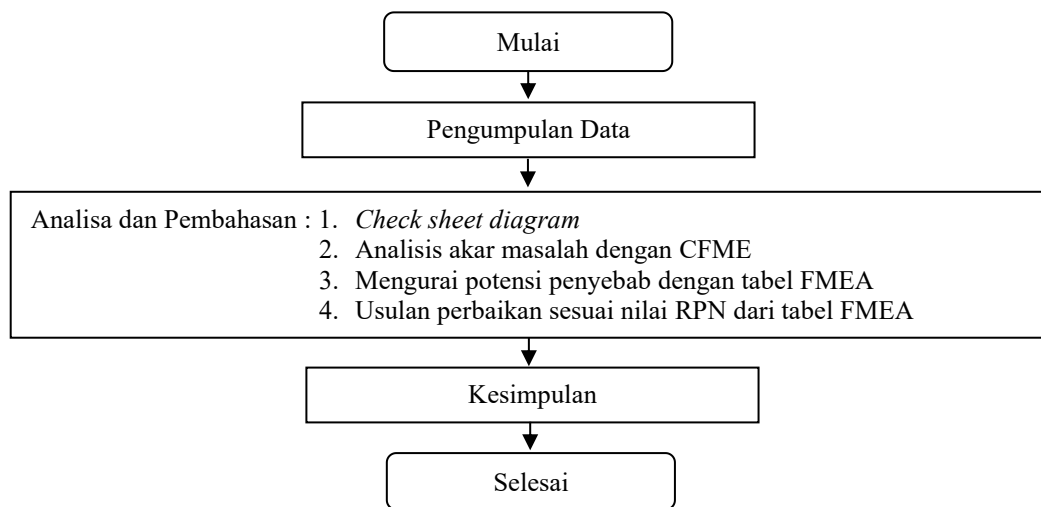 Mulai
Pengumpulan Data
Analisa dan Pembahasan : 1. Check sheet diagram
2. Analisis akar masalah dengan CFME
3. Mengurai potensi penyebab dengan tabel FMEA
4. Usulan perbaikan sesuai nilai RPN dari tabel FMEA
Kesimpulan
Selesai